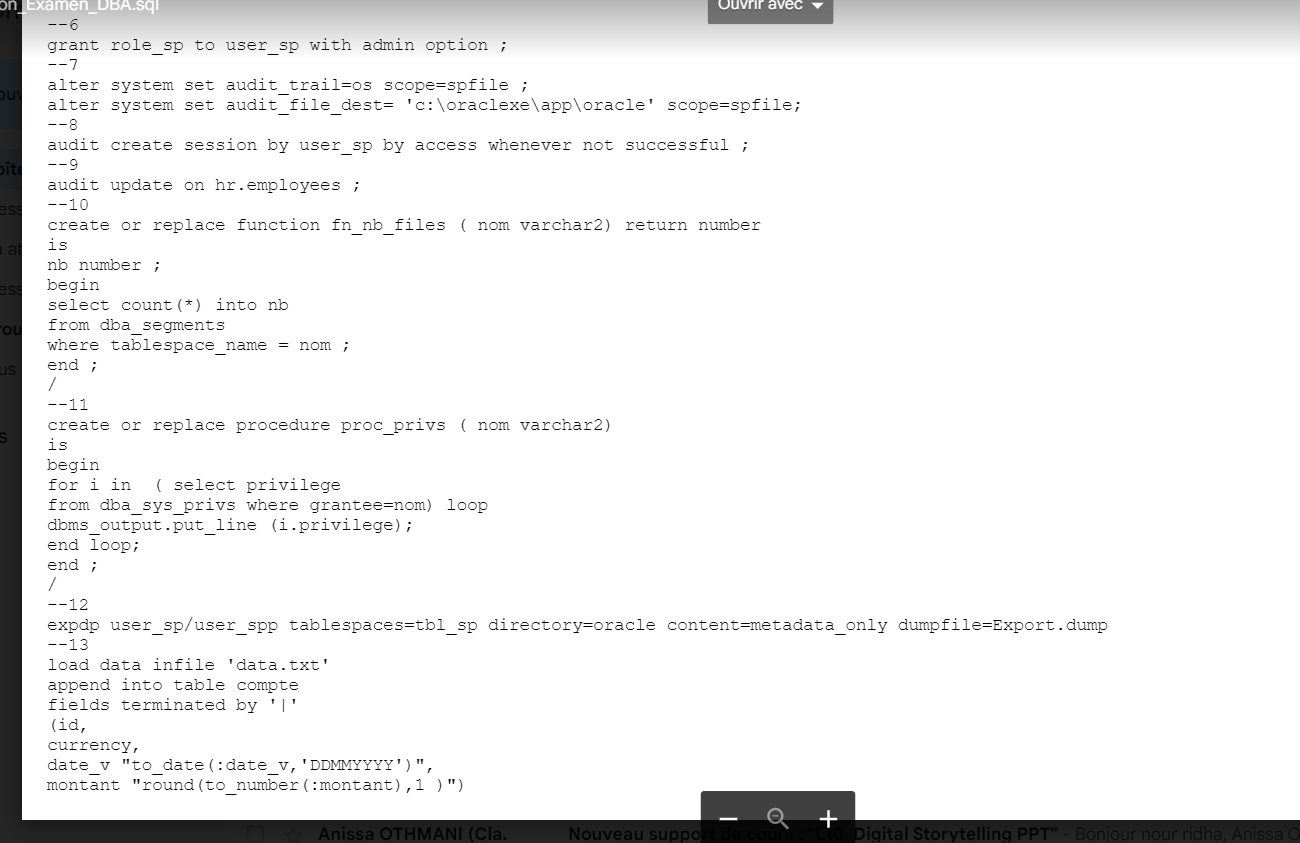 on_Examen_DBA.sql
Ouvrir avec
--6
grant role_sp to user_sp with admin option ;
--7
alter system set audit_trail=os scope=spfile ;
alter system set audit_file_dest= 'c:\oraclexe\app\oracle' scope=spfile;
--8
audit create session by user_sp by access whenever not successful ;
--9
audit update on hr.employees ;
--10
create or replace function fn_nb_files ( nom varchar2) return number
is
nb number ;
begin
select count(*) into nb
from dba_segments
where tablespace_name = nom ;
end ;
/
--11
create or replace procedure proc_privs ( nom varchar2)
is
begin
for i in  ( select privilege
from dba_sys_privs where grantee=nom) loop
dbms_output.put_line (i.privilege);
end loop;
end ;
/
--12
expdp user_sp/user_spp tablespaces=tbl_sp directory=oracle content=metadata_only dumpfile=Export.dump
--13
load data infile 'data.txt'
append into table compte
fields terminated by '|'
(id,
currency,
date_v "to_date(:date_v,'DDMMYYYY')",
montant "round(to_number(:montant),1 )")
Anissa OTHMANI (Cla. Nouveau support de cours : "L10_Digital Storytelling PPT" - Bonjour nour ridha, Anissa O